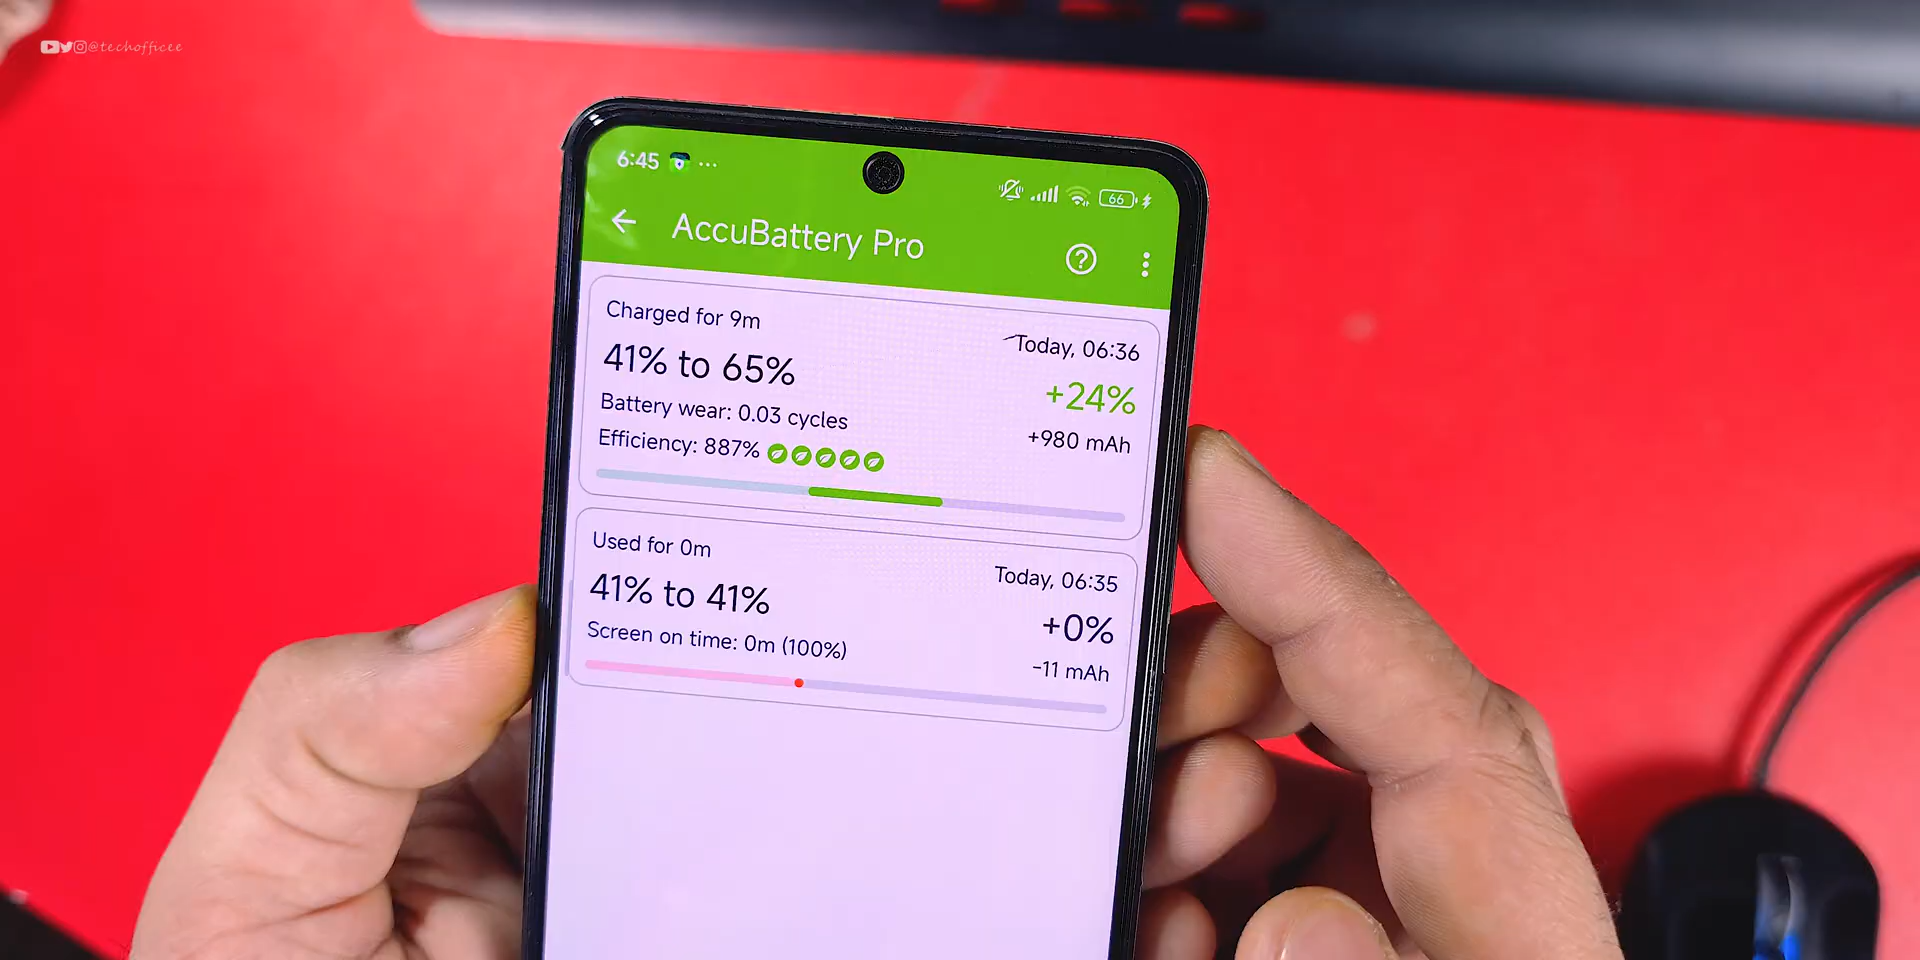 @techofficee
6:45 ...
66
AccuBattery Pro
Charged for 9m
Today, 06:36
41% to 65%
+24%
Battery wear: 0.03 cycles
+980 mAh
Efficiency: 887%
Used for 0m
Today, 06:35
41% to 41%
+0%
Screen on time: 0m (100%)
-11 mAh